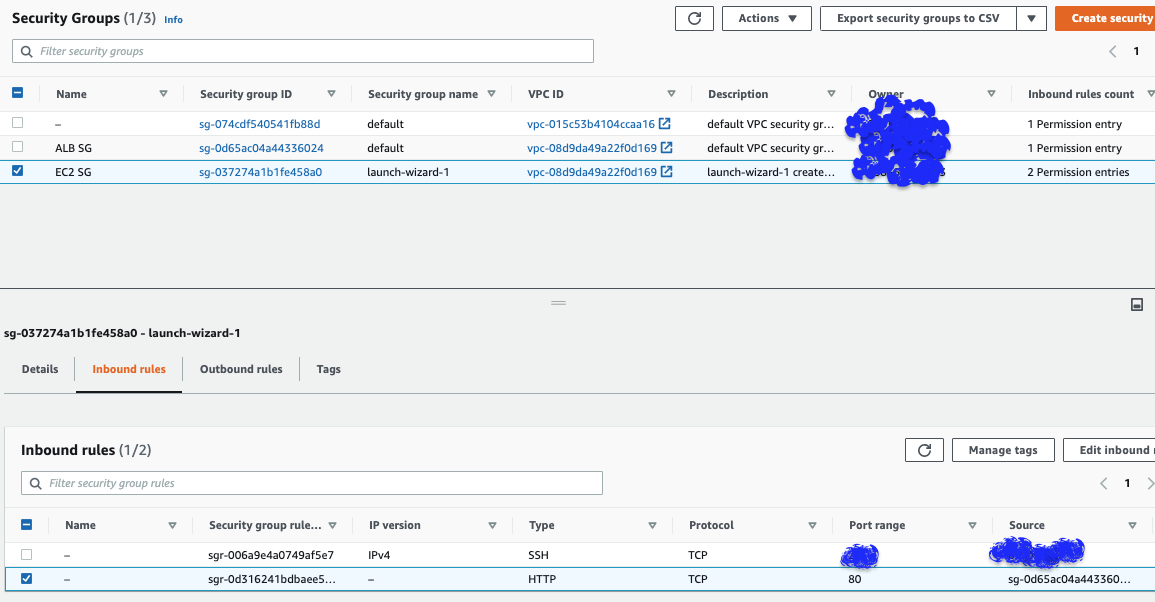 Security Groups (1/3) Info
Actions
Export security groups to CSV
Create security
Filter security groups
1
Name Security group ID Security group name VPC ID Description Owner Inbound rules count
– sg-074cdf540541fb88d default vpc-015c53b4104ccaa16 default VPC security gr... 1 Permission entry
ALB SG sg-0d65ac04a44336024 default vpc-08d9da49a22f0d169 default VPC security gr... 1 Permission entry
EC2 SG sg-037274a1b1fe458a0 launch-wizard-1 vpc-08d9da49a22f0d169 launch-wizard-1 create... 2 Permission entries
sg-037274a1b1fe458a0 - launch-wizard-1
Details Inbound rules Outbound rules Tags
Inbound rules (1/2)
Manage tags
Edit inbound
Filter security group rules
1
Name Security group rule... IP version Type Protocol Port range Source
– sgr-006a9e4a0749af5e7 IPv4 SSH TCP
– sgr-0d316241bdbaee5... – HTTP TCP 80 sg-0d65ac04a443360...